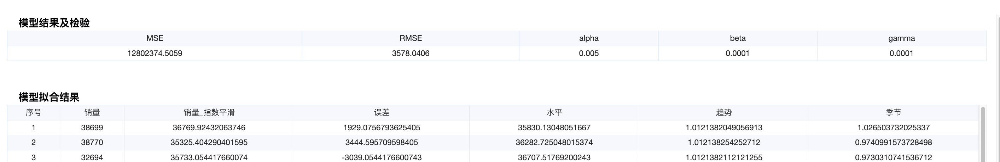 模型结果及检验
MSE RMSE alpha beta gamma
12802374.5059 3578.0406 0.005 0.0001 0.0001
模型拟合结果
序号 销量 销量_指数平滑 误差 水平 趋势 季节
1 38699 36769.92432063746 1929.0756793625405 35830.13048051667 1.0121382049056913 1.026503732025337
2 38770 35325.404290401595 3444.595709598405 36282.725048015374 1.012138254252712 0.9740991573728498
3 32694 35733.054417660074 -3039.0544176600743 36707.51769200243 1.0121382112121255 0.9730310741536712